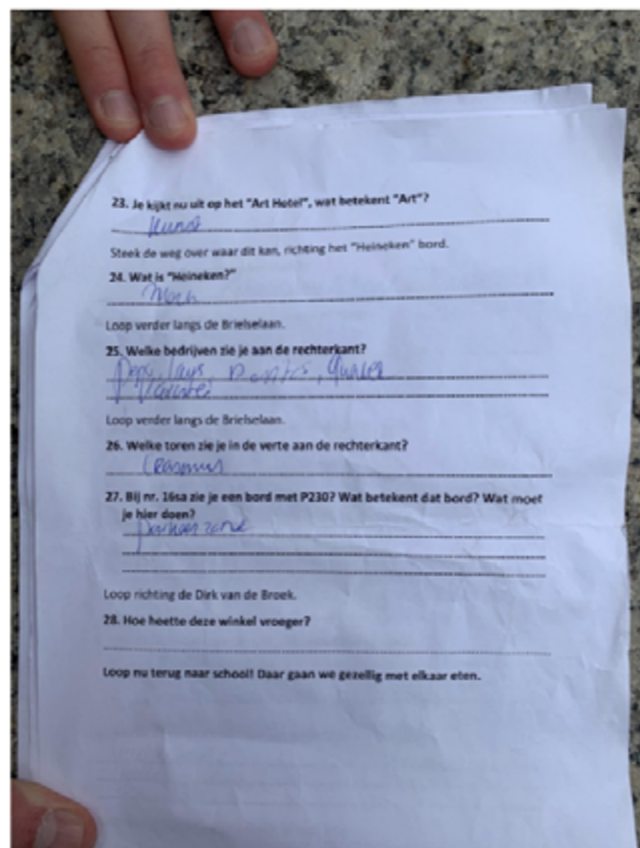 23. Je kijkt nu uit op het "Art Hotel", wat betekent "Art"?
Kunst
Steek de weg over waar dit kan, richting het "Heineken" bord.
24. Wat is "Heineken?"
Loop verder langs de Brielselaan.
25. Welke bedrijven zie je aan de rechterkant?
Pepsi, Lays,
Loop verder langs de Brielselaan.
26. Welke toren zie je in de verte aan de rechterkant?
Erasmus
27. Bij nr. 16sa zie je een bord met P230? Wat betekent dat bord? Wat moet
je hier doen?
Loop richting de Dirk van de Broek.
28. Hoe heette deze winkel vroeger?
Loop nu terug naar school! Daar gaan we gezellig met elkaar eten.